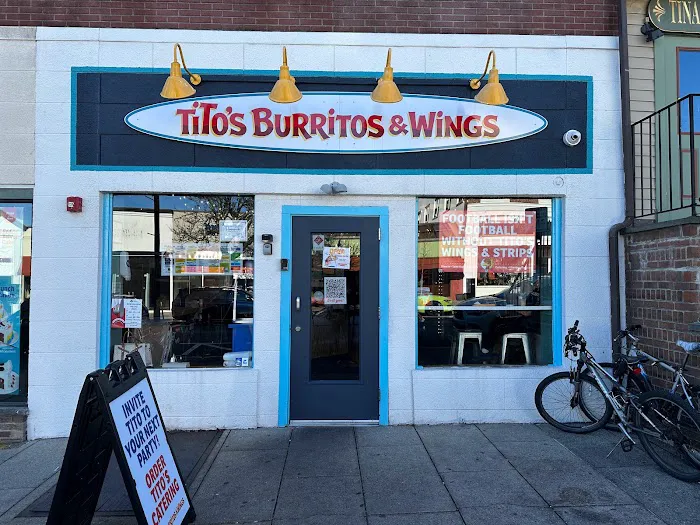 TINA
TiTo's BURRiTOS & WiNGS
FOOTBALL ISN'T
FOOTBALL
WITHOUT TITO'S
WINGS & STRIPS
INVITE
TITO TO
YOUR NEXT
PARTY!
ORDER
TITO'S
CATERING